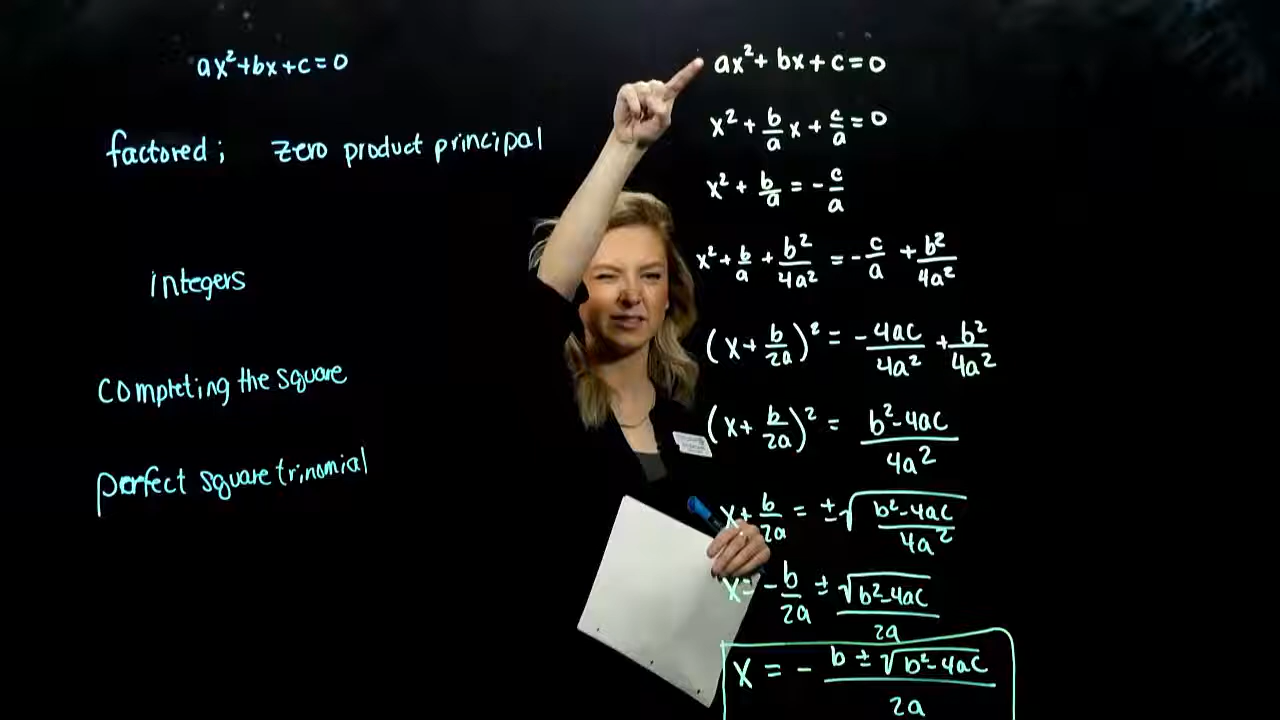 ax²+bx+c=0
factored; zero product principal
integers
completing the square
perfect square trinomial
ax²+bx+c=0
x²+b/a x+c/a=0
x²+b/a=-c/a
x²+b/a+b²/4a²=-c/a+b²/4a²
(x+b/2a)²=-4ac/4a²+b²/4a²
(x+b/2a)²=b²-4ac/4a²
x+b/2a=±√(b²-4ac/4a²)
x=-b/2a±√(b²-4ac)/2a
x=-b±√(b²-4ac)/2a